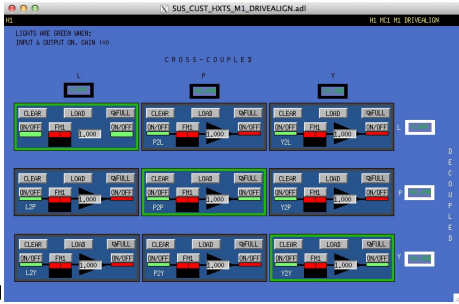 SUS_CUST_HXTS_M1_DRIVEALIGN.adl
H1
H1 MC1 M1 DRIVEALIGN
LIGHTS ARE GREEN WHEN:
INPUT & OUTPUT ON, GAIN !=0
CROSS-COUPLED
L P Y
CLEAR LOAD FULL CLEAR LOAD FULL CLEAR LOAD FULL
ON/OFF FM1 1.000 ON/OFF ON/OFF FM1 1.000 ON/OFF ON/OFF FM1 1.000 ON/OFF L
P2L Y2L
CLEAR LOAD FULL CLEAR LOAD FULL CLEAR LOAD FULL
ON/OFF FM1 1.000 ON/OFF ON/OFF FM1 1.000 ON/OFF ON/OFF FM1 1.000 ON/OFF P
L2P P2P Y2P
CLEAR LOAD FULL CLEAR LOAD FULL CLEAR LOAD FULL
ON/OFF FM1 1.000 ON/OFF ON/OFF FM1 1.000 ON/OFF ON/OFF FM1 1.000 ON/OFF Y
L2Y P2Y Y2Y
DECOUPLED